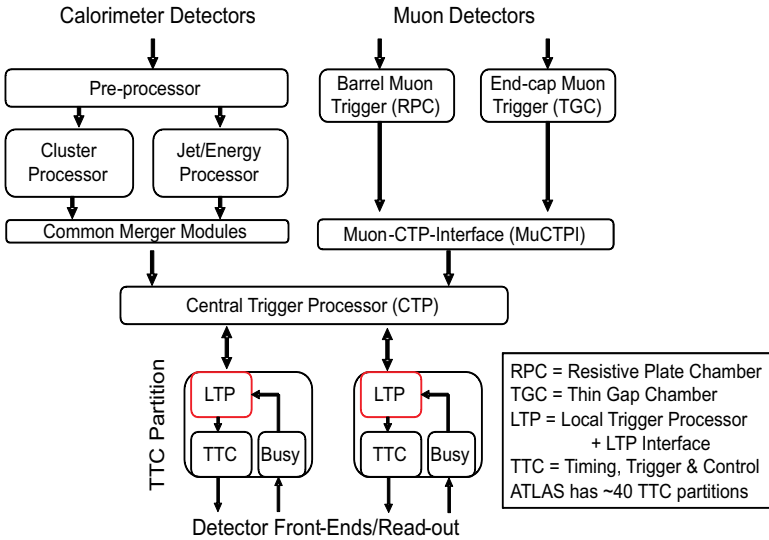 Calorimeter Detectors
Muon Detectors
Pre-processor
Barrel Muon
Trigger (RPC)
End-cap Muon
Trigger (TGC)
Cluster
Processor
Jet/Energy
Processor
Common Merger Modules
Muon-CTP-Interface (MuCTPI)
Central Trigger Processor (CTP)
TTC Partition
LTP
TTC
Busy
LTP
TTC
Busy
Detector Front-Ends/Read-out
RPC = Resistive Plate Chamber
TGC = Thin Gap Chamber
LTP = Local Trigger Processor
+ LTP Interface
TTC = Timing, Trigger & Control
ATLAS has ~40 TTC partitions